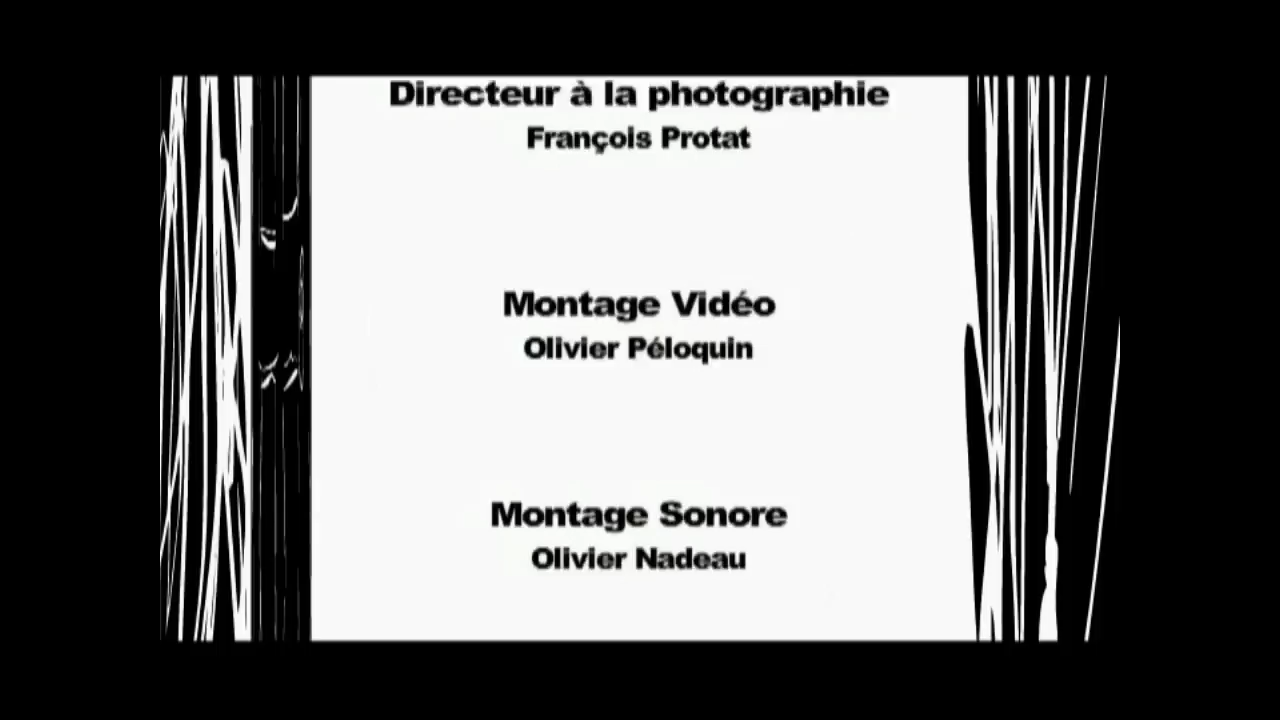 Directeur à la photographie
François Protat
Montage Vidéo
Olivier Péloquin
Montage Sonore
Olivier Nadeau